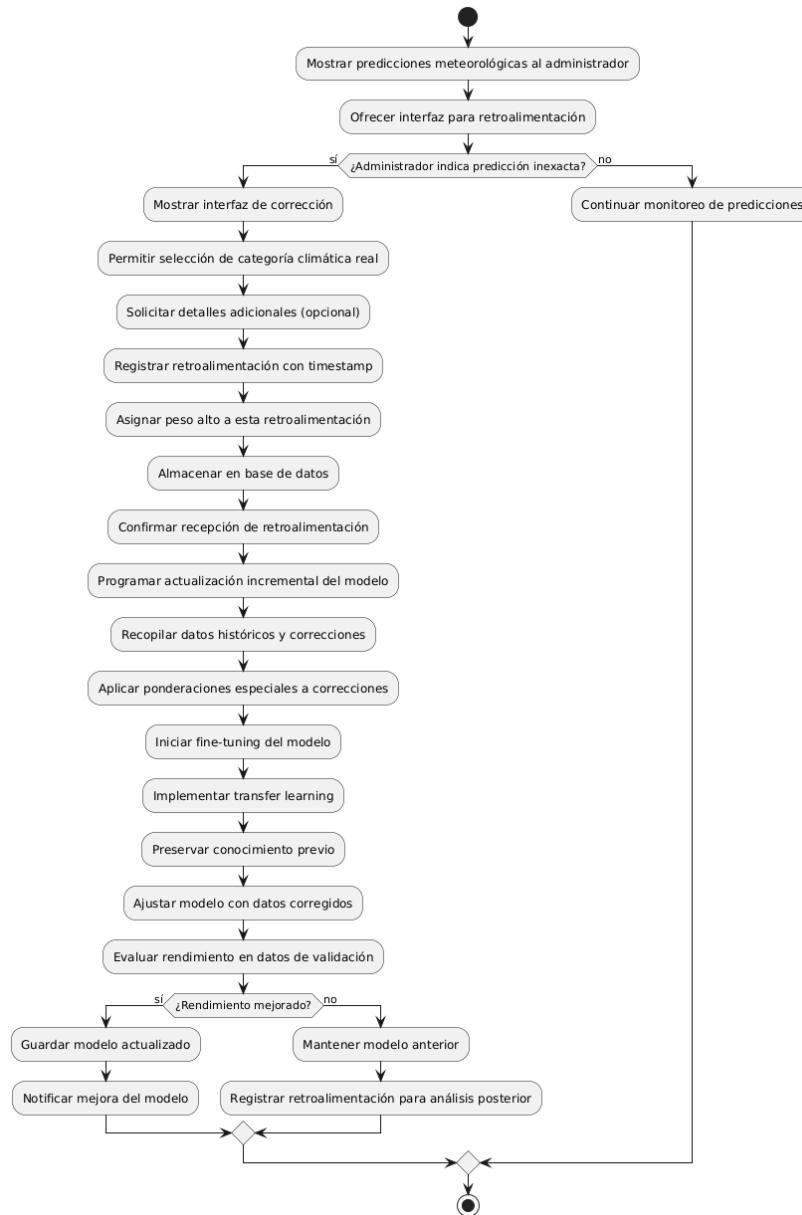 Mostrar predicciones meteorológicas al administrador
Ofrecer interfaz para retroalimentación
sí
¿Administrador indica predicción inexacta?
no
Mostrar interfaz de corrección
Continuar monitoreo de predicciones
Permitir selección de categoría climática real
Solicitar detalles adicionales (opcional)
Registrar retroalimentación con timestamp
Asignar peso alto a esta retroalimentación
Almacenar en base de datos
Confirmar recepción de retroalimentación
Programar actualización incremental del modelo
Recopilar datos históricos y correcciones
Aplicar ponderaciones especiales a correcciones
Iniciar fine-tuning del modelo
Implementar transfer learning
Preservar conocimiento previo
Ajustar modelo con datos corregidos
Evaluar rendimiento en datos de validación
sí
¿Rendimiento mejorado?
no
Guardar modelo actualizado
Mantener modelo anterior
Notificar mejora del modelo
Registrar retroalimentación para análisis posterior